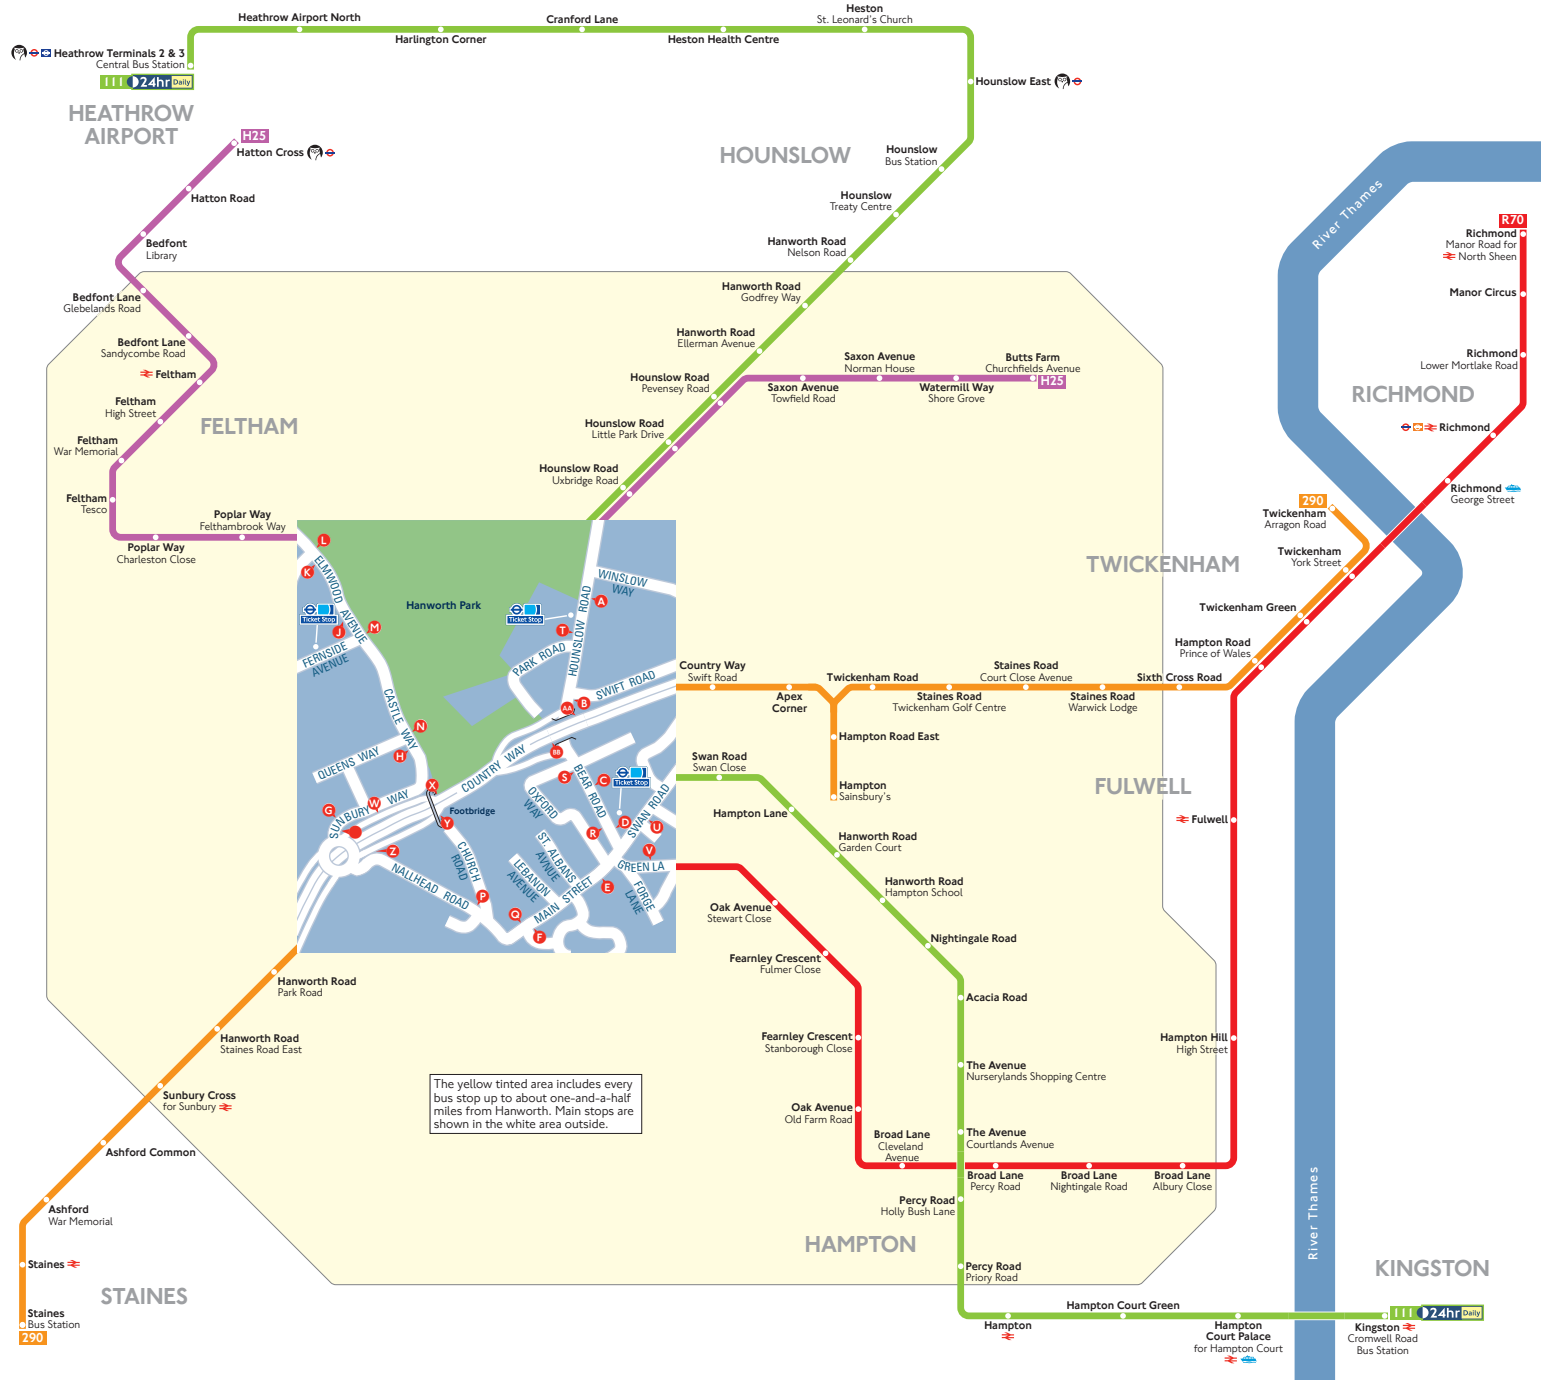 Heathrow Airport North
Harlington Corner
Cranford Lane
Heston Health Centre
Heston
St. Leonard's Church
Heathrow Terminals 2 & 3
Central Bus Station
111 24hr Daily
HEATHROW
AIRPORT
Hounslow East
H25
Hatton Cross
Hatton Road
Bedfont
Library
HOUNSLOW
Hounslow
Bus Station
Hounslow
Treaty Centre
Hanworth Road
Nelson Road
Hanworth Road
Godfrey Way
Hanworth Road
Ellerman Avenue
Hounslow Road
Pevensey Road
Hounslow Road
Little Park Drive
Hounslow Road
Uxbridge Road
Bedfont Lane
Glebelands Road
Bedfont Lane
Sandycombe Road
Feltham
Feltham
High Street
Feltham
War Memorial
Feltham
Tesco
FELTHAM
Poplar Way
Felthambrook Way
Poplar Way
Charleston Close
Saxon Avenue
Towfield Road
Saxon Avenue
Norman House
Watermill Way
Shore Grove
Butts Farm
Churchfields Avenue
H25
River Thames
R70
Richmond
Manor Road for
North Sheen
Manor Circus
Richmond
Lower Mortlake Road
RICHMOND
Richmond
Richmond
George Street
290
Twickenham
Arragon Road
Twickenham
York Street
TWICKENHAM
Twickenham Green
Hampton Road
Prince of Wales
Sixth Cross Road
Country Way
Swift Road
Apex
Corner
Twickenham Road
Staines Road
Twickenham Golf Centre
Staines Road
Court Close Avenue
Staines Road
Warwick Lodge
Hampton Road East
Hampton
Sainsbury's
L
K
ELMWOOD AVENUE
Hanworth Park
WINSLOW
WAY
A
Ticket Stop
Ticket Stop
J
M
T
HOUNSLOW ROAD
FERNSIDE
AVENUE
PARK ROAD
SWIFT ROAD
CASTLE WAY
AA
B
N
H
QUEENS WAY
BB
COUNTRY WAY
S
C
Ticket Stop
BEAR ROAD
X
W
G
SUNBURY WAY
Footbridge
Y
OXFORD
WAY
SWAN ROAD
D
U
R
V
Z
CHURCH
ROAD
ST. ALBANS
AVNUE
LEBANON
AVENUE
GREEN LA
NALLHEAD ROAD
E
P
MAIN STREET
FORGE
LANE
Q
F
Swan Road
Swan Close
Hampton Lane
Hanworth Road
Garden Court
Hanworth Road
Hampton School
Nightingale Road
Acacia Road
The Avenue
Nurserylands Shopping Centre
The Avenue
Courtlands Avenue
FULWELL
Fulwell
Oak Avenue
Stewart Close
Fearnley Crescent
Fulmer Close
Fearnley Crescent
Stanborough Close
Oak Avenue
Old Farm Road
Broad Lane
Cleveland
Avenue
Broad Lane
Percy Road
Broad Lane
Nightingale Road
Broad Lane
Albury Close
Hampton Hill
High Street
Percy Road
Holly Bush Lane
HAMPTON
Percy Road
Priory Road
Hanworth Road
Park Road
Hanworth Road
Staines Road East
Sunbury Cross
for Sunbury
Ashford Common
Ashford
War Memorial
Staines
STAINES
Staines
Bus Station
290
The yellow tinted area includes every
bus stop up to about one-and-a-half
miles from Hanworth. Main stops are
shown in the white area outside.
River Thames
KINGSTON
Hampton
Hampton Court Green
Hampton
Court Palace
for Hampton Court
111 24hr Daily
Kingston
Cromwell Road
Bus Station